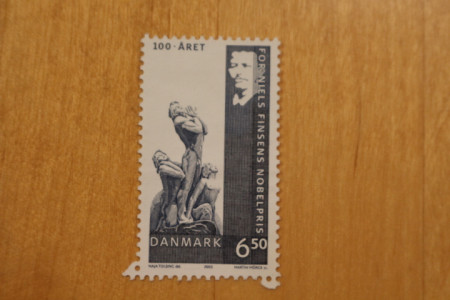 100·ÅRET
FOR NIELS FINSENS NOBELPRIS
DANMARK
6.50